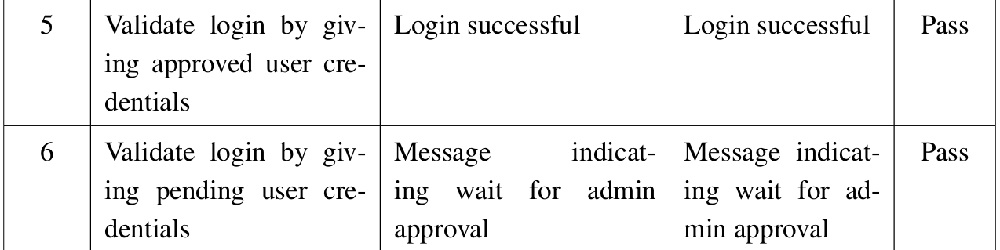 5 Validate login by giv- Login successful Login successful Pass
ing approved user cre-
dentials
6 Validate login by giv- Message indicat- Message indicat- Pass
ing pending user cre- ing wait for admin ing wait for ad-
dentials approval min approval